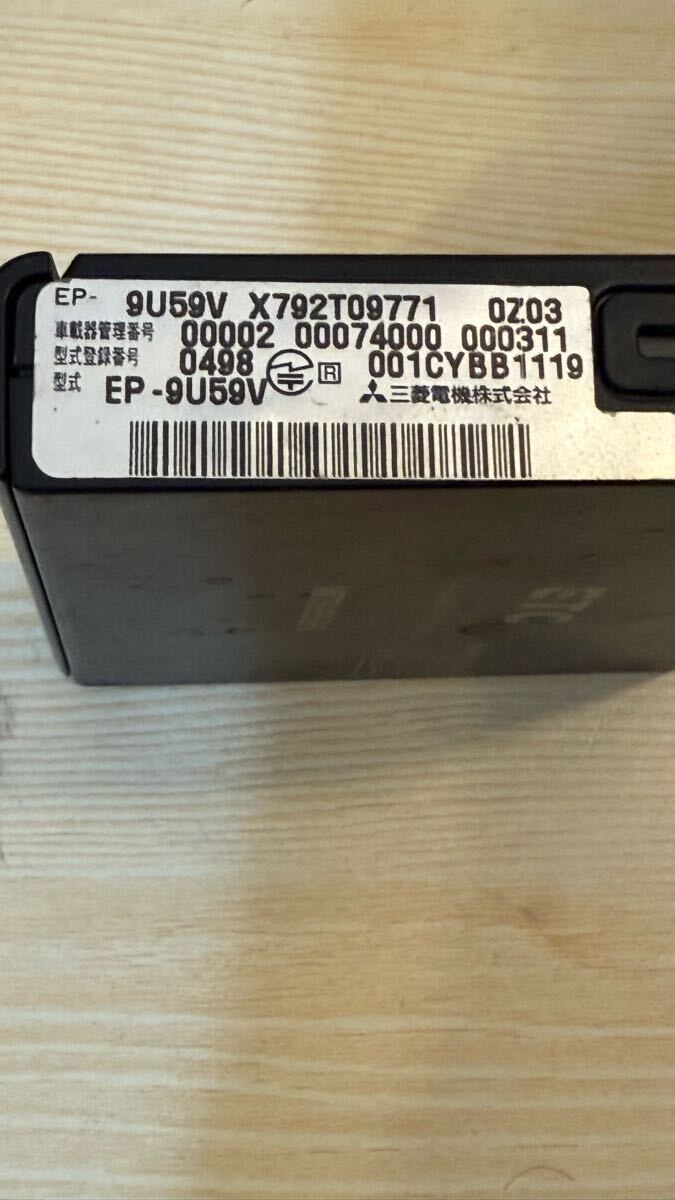 EP- 9U59V X792T09771 0Z03
車載器管理番号 00002 00074000 000311
型式登録番号 0498 R 001CYBB1119
型式 EP-9U59V 三菱電機株式会社